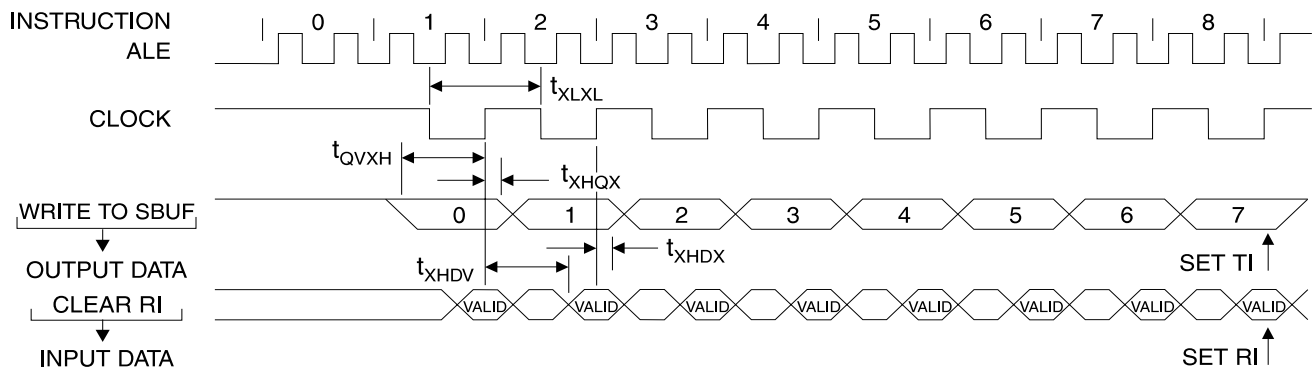 INSTRUCTION 0 1 2 3 4 5 6 7 8
ALE
tXLXL
CLOCK
tQVXH
tXHQX
WRITE TO SBUF 0 1 2 3 4 5 6 7
tXHDX
tXHDV
SET TI
OUTPUT DATA
CLEAR RI VALID VALID VALID VALID VALID VALID VALID VALID
INPUT DATA SET RI